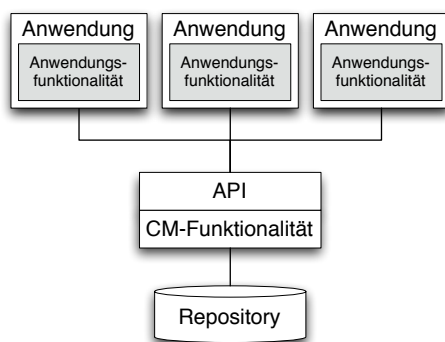 Anwendung
Anwendungs-
funktionalität
Anwendung
Anwendungs-
funktionalität
Anwendung
Anwendungs-
funktionalität
API
CM-Funktionalität
Repository